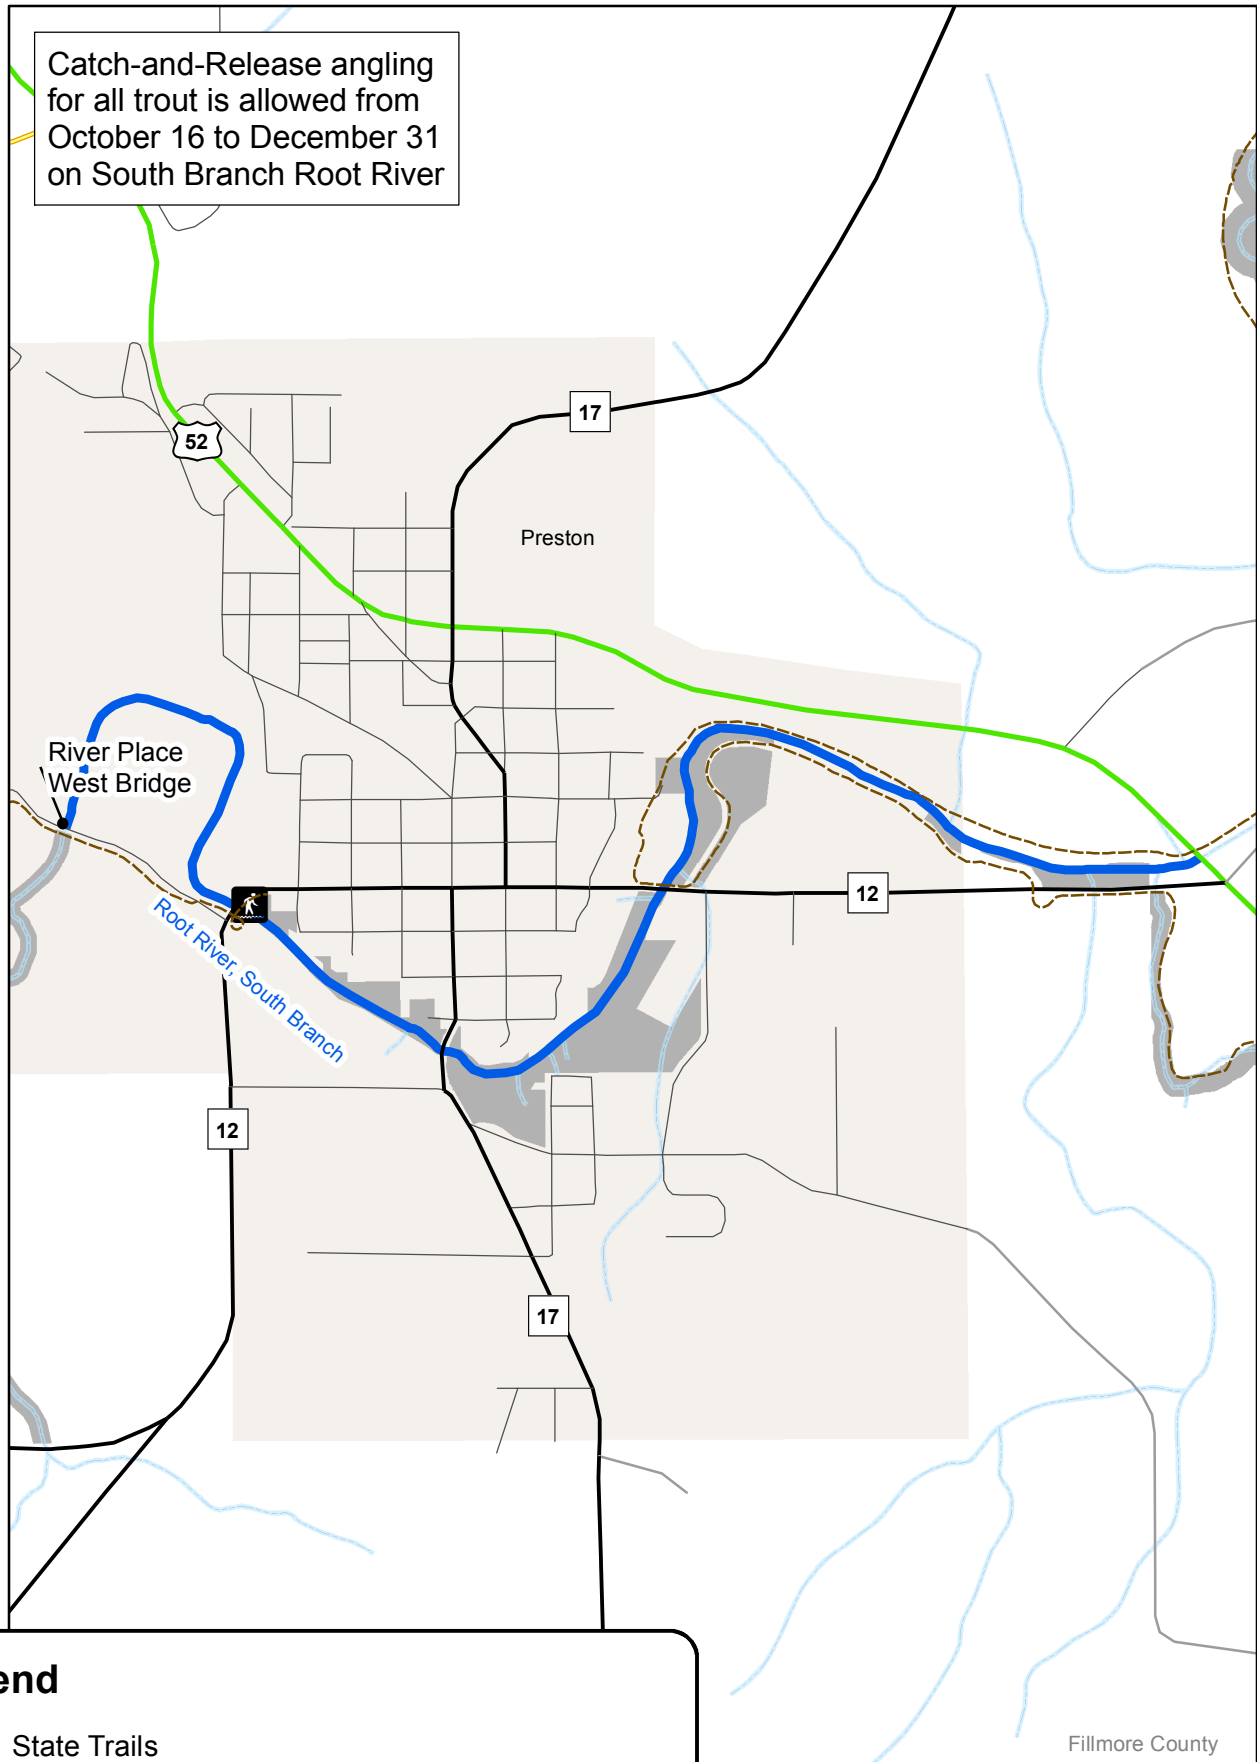 Catch-and-Release angling
for all trout is allowed from
October 16 to December 31
on South Branch Root River
17
52
Preston
River Place
West Bridge
12
Root River, South Branch
12
17
end
State Trails
Fillmore County